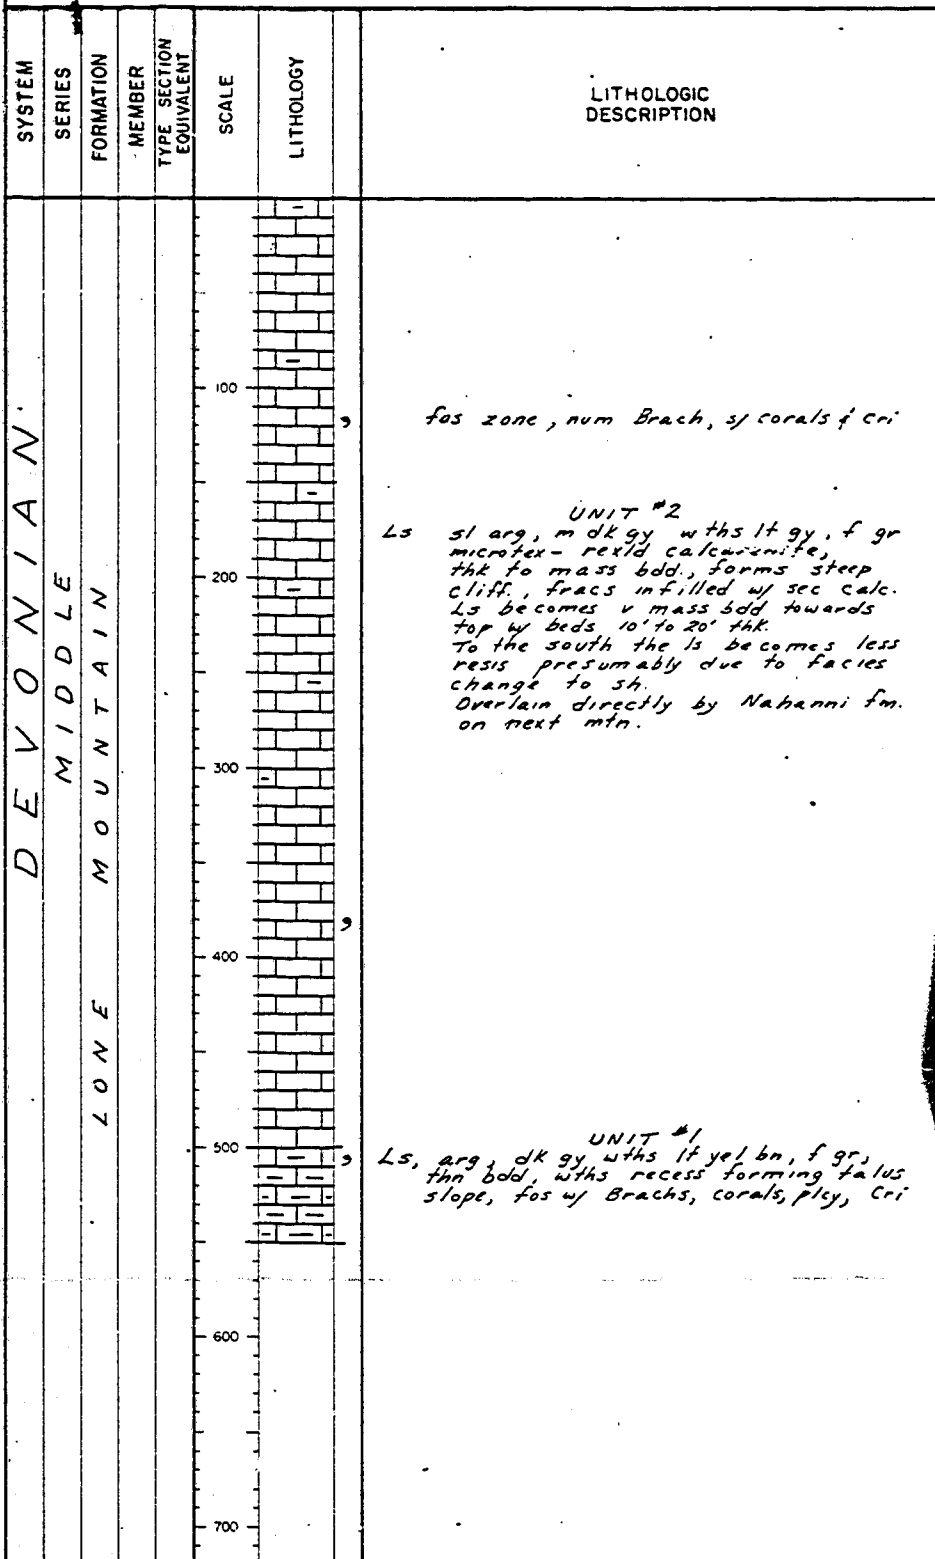 SYSTEM
SERIES
FORMATION
MEMBER
TYPE SECTION
EQUIVALENT
SCALE
LITHOLOGY
LITHOLOGIC
DESCRIPTION
DEVONIAN
MIDDLE
LONE MOUNTAIN
100
fos zone, num Brach, s/ corals & cri
UNIT #2
Ls sl arg, m dk gy wths lt gy, f gr
microtex- rexld calcarenite,
thk to mass bdd., forms steep
cliff., fracs infilled w/ sec calc.
200
Ls becomes v mass bdd towards
top w/ beds 10' to 20' thk.
To the south the ls becomes less
resis presumably due to facies
change to sh.
Overlain directly by Nahanni fm.
on next mtn.
300
400
500
UNIT #1
Ls, arg, dk gy wths lt yel bn, f gr,
thn bdd, wths recess forming talus
slope, fos w/ Brachs, corals, plcy, Cri
600
700